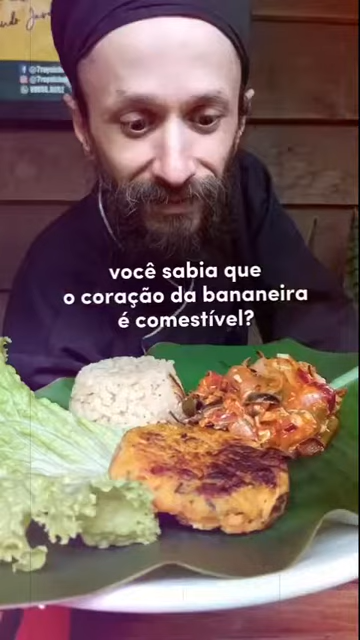 você sabia que
o coração da bananeira
é comestível?